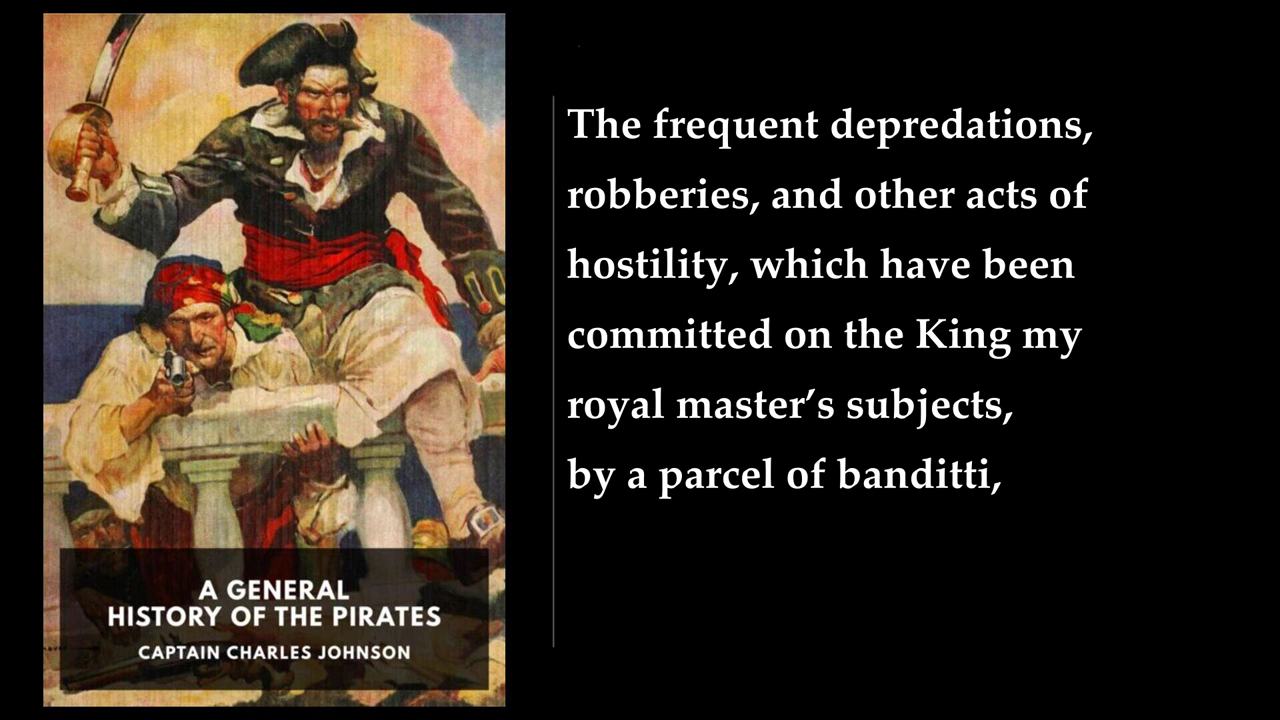 A GENERAL
HISTORY OF THE PIRATES
CAPTAIN CHARLES JOHNSON
The frequent depredations,
robberies, and other acts of
hostility, which have been
committed on the King my
royal master’s subjects,
by a parcel of banditti,